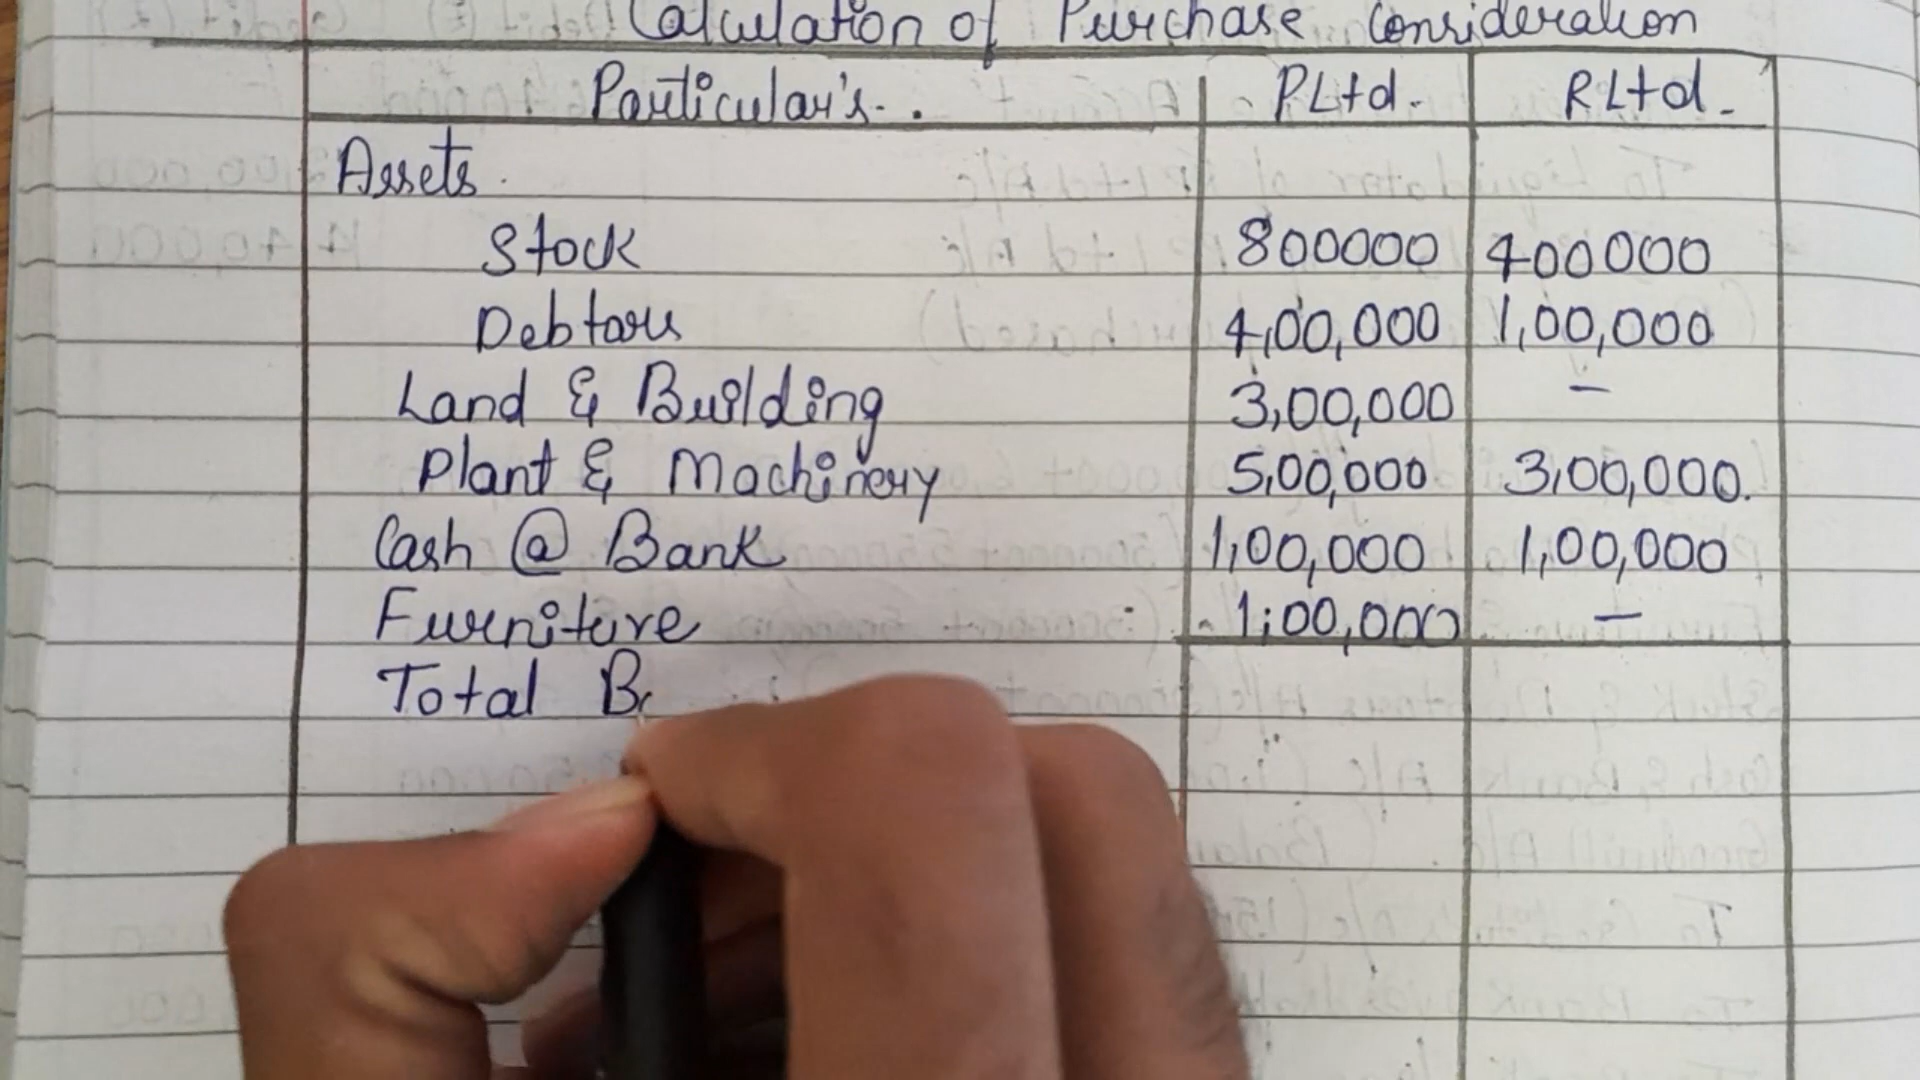 Calculation of Purchase Consideration
Particular's. P Ltd. R Ltd.
Assets.
Stock 800000 400000
Debtors 4,00,000 1,00,000
Land & Building 3,00,000 –
Plant & Machinery 5,00,000 3,00,000.
Cash @ Bank 1,00,000 1,00,000
Furniture 1,00,000 –
Total B